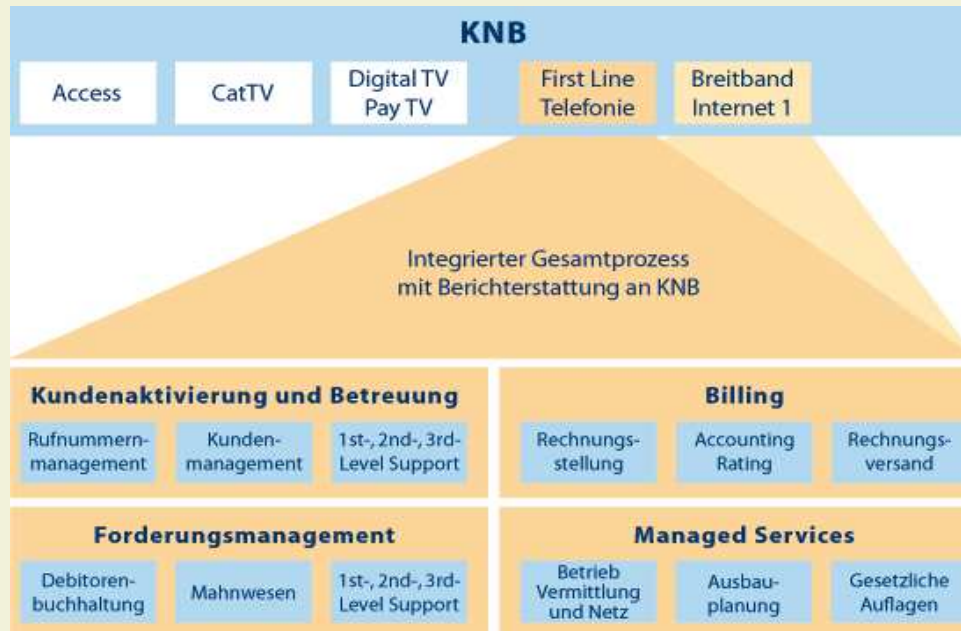 KNB
Access
CatTV
Digital TV
Pay TV
First Line
Telefonie
Breitband
Internet 1
Integrierter Gesamtprozess
mit Berichterstattung an KNB
Kundenaktivierung und Betreuung
Rufnummern-
management
Kunden-
management
1st-, 2nd-, 3rd-
Level Support
Billing
Rechnungs-
stellung
Accounting
Rating
Rechnungs-
versand
Forderungsmanagement
Debitoren-
buchhaltung
Mahnwesen
1st-, 2nd-, 3rd-
Level Support
Managed Services
Betrieb
Vermittlung
und Netz
Ausbau-
planung
Gesetzliche
Auflagen